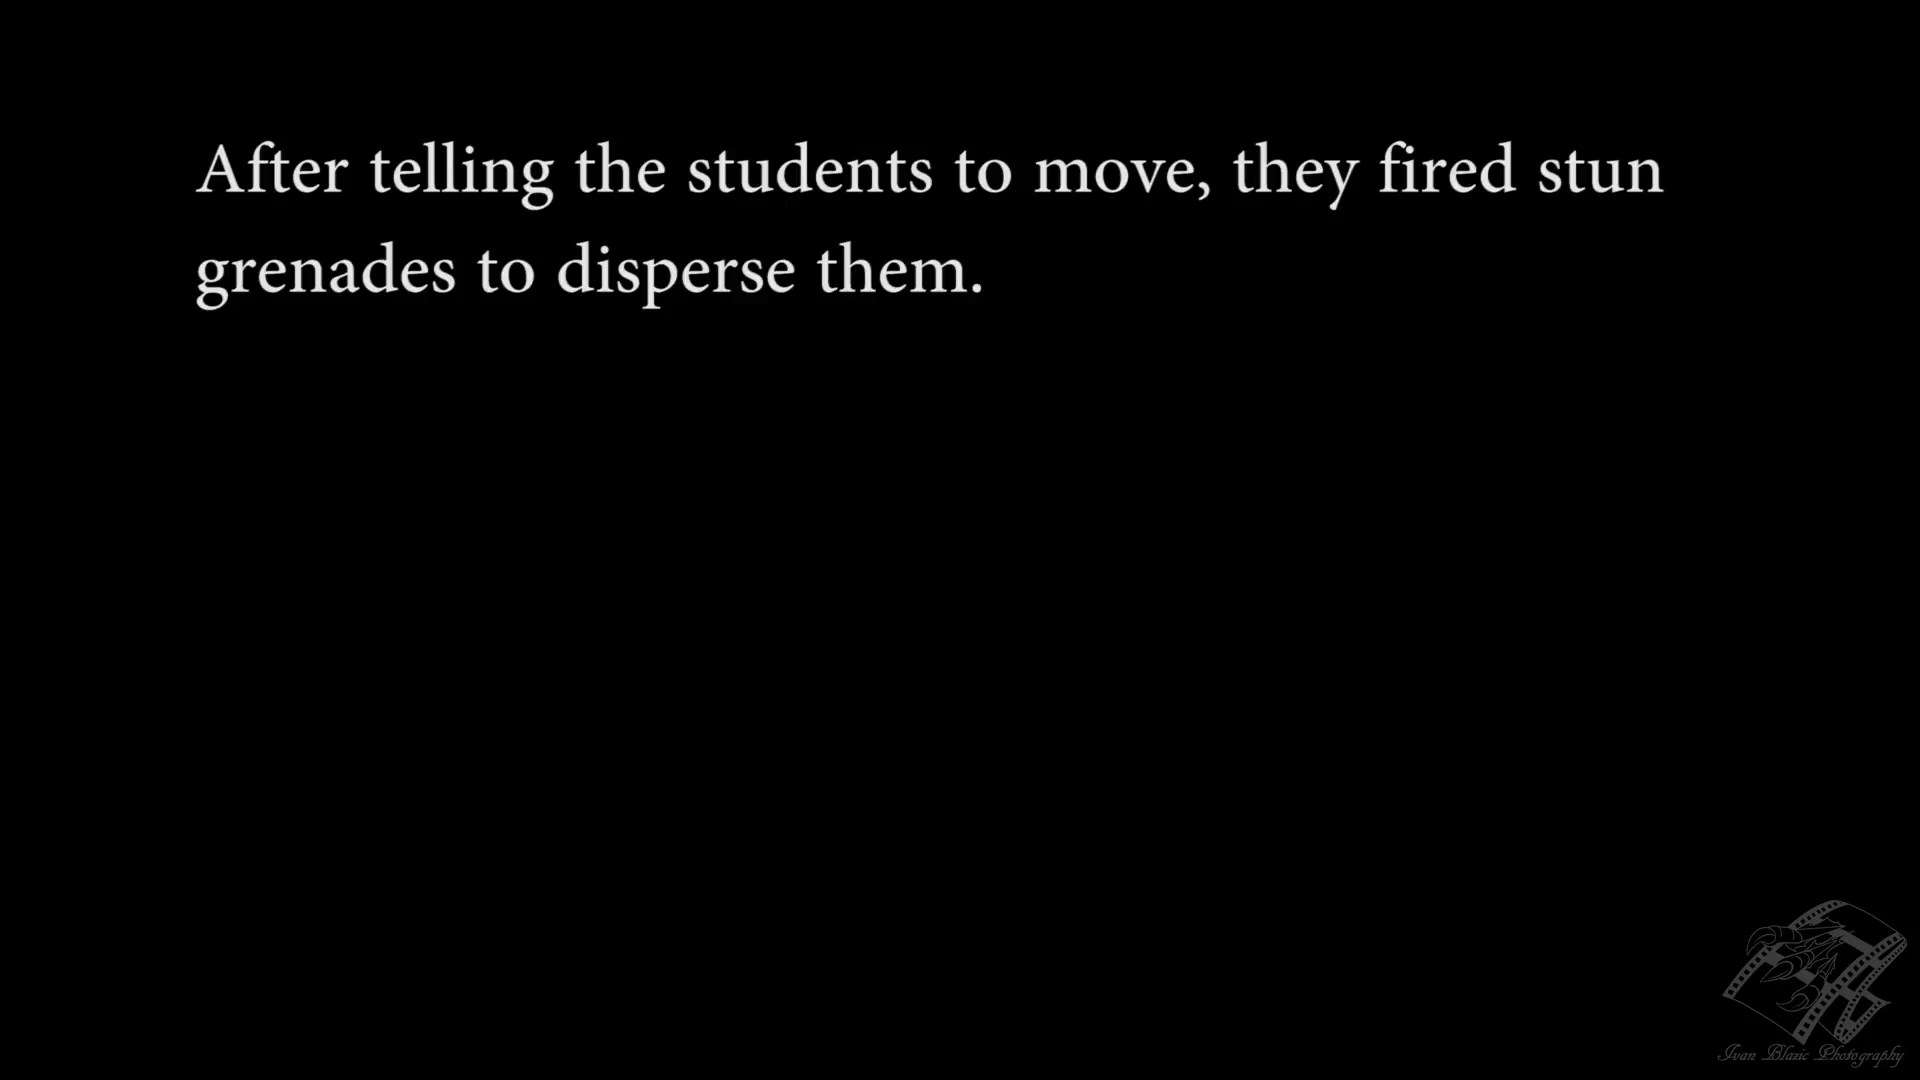 After telling the students to move, they fired stun
grenades to disperse them.
Ivan Blazic Photography